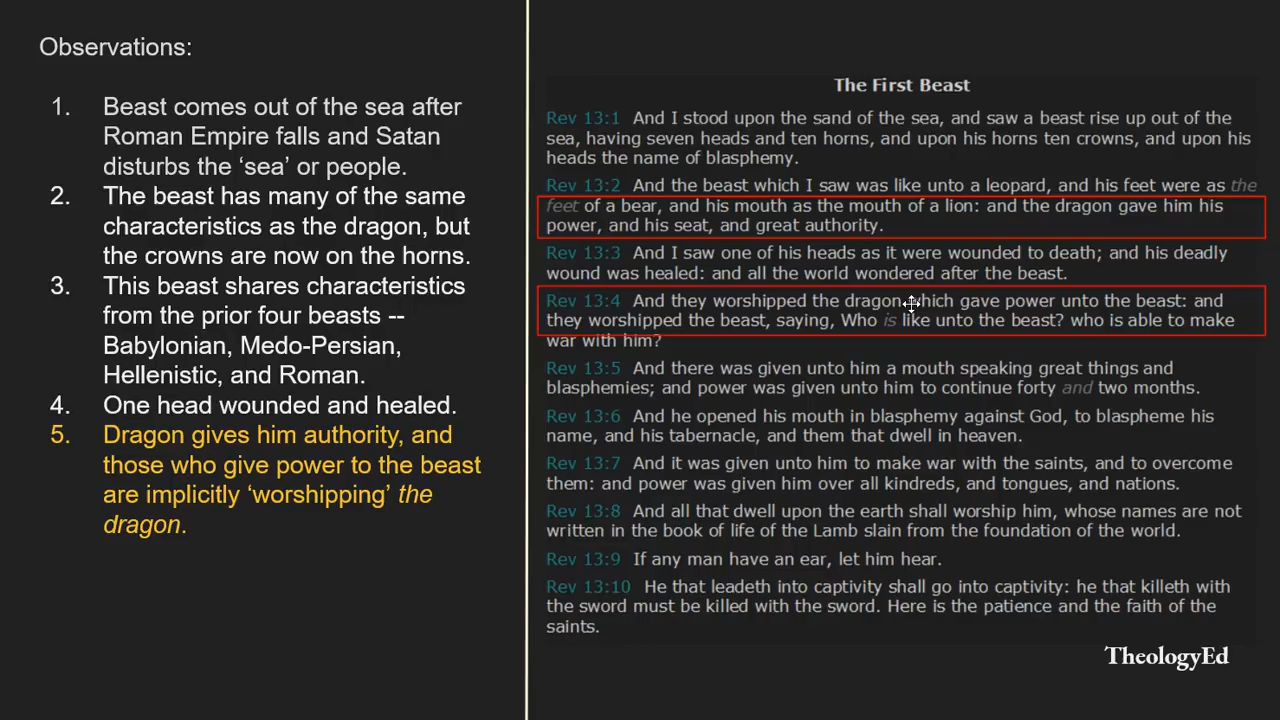 Observations:
1. Beast comes out of the sea after
Roman Empire falls and Satan
disturbs the ‘sea’ or people.
2. The beast has many of the same
characteristics as the dragon, but
the crowns are now on the horns.
3. This beast shares characteristics
from the prior four beasts --
Babylonian, Medo-Persian,
Hellenistic, and Roman.
4. One head wounded and healed.
5. Dragon gives him authority, and
those who give power to the beast
are implicitly ‘worshipping’ the
dragon.
The First Beast
Rev 13:1 And I stood upon the sand of the sea, and saw a beast rise up out of the
sea, having seven heads and ten horns, and upon his horns ten crowns, and upon his
heads the name of blasphemy.
Rev 13:2 And the beast which I saw was like unto a leopard, and his feet were as the
feet of a bear, and his mouth as the mouth of a lion: and the dragon gave him his
power, and his seat, and great authority.
Rev 13:3 And I saw one of his heads as it were wounded to death; and his deadly
wound was healed: and all the world wondered after the beast.
Rev 13:4 And they worshipped the dragon which gave power unto the beast: and
they worshipped the beast, saying, Who is like unto the beast? who is able to make
war with him?
Rev 13:5 And there was given unto him a mouth speaking great things and
blasphemies; and power was given unto him to continue forty and two months.
Rev 13:6 And he opened his mouth in blasphemy against God, to blaspheme his
name, and his tabernacle, and them that dwell in heaven.
Rev 13:7 And it was given unto him to make war with the saints, and to overcome
them: and power was given him over all kindreds, and tongues, and nations.
Rev 13:8 And all that dwell upon the earth shall worship him, whose names are not
written in the book of life of the Lamb slain from the foundation of the world.
Rev 13:9 If any man have an ear, let him hear.
Rev 13:10 He that leadeth into captivity shall go into captivity: he that killeth with
the sword must be killed with the sword. Here is the patience and the faith of the
saints.
TheologyEd